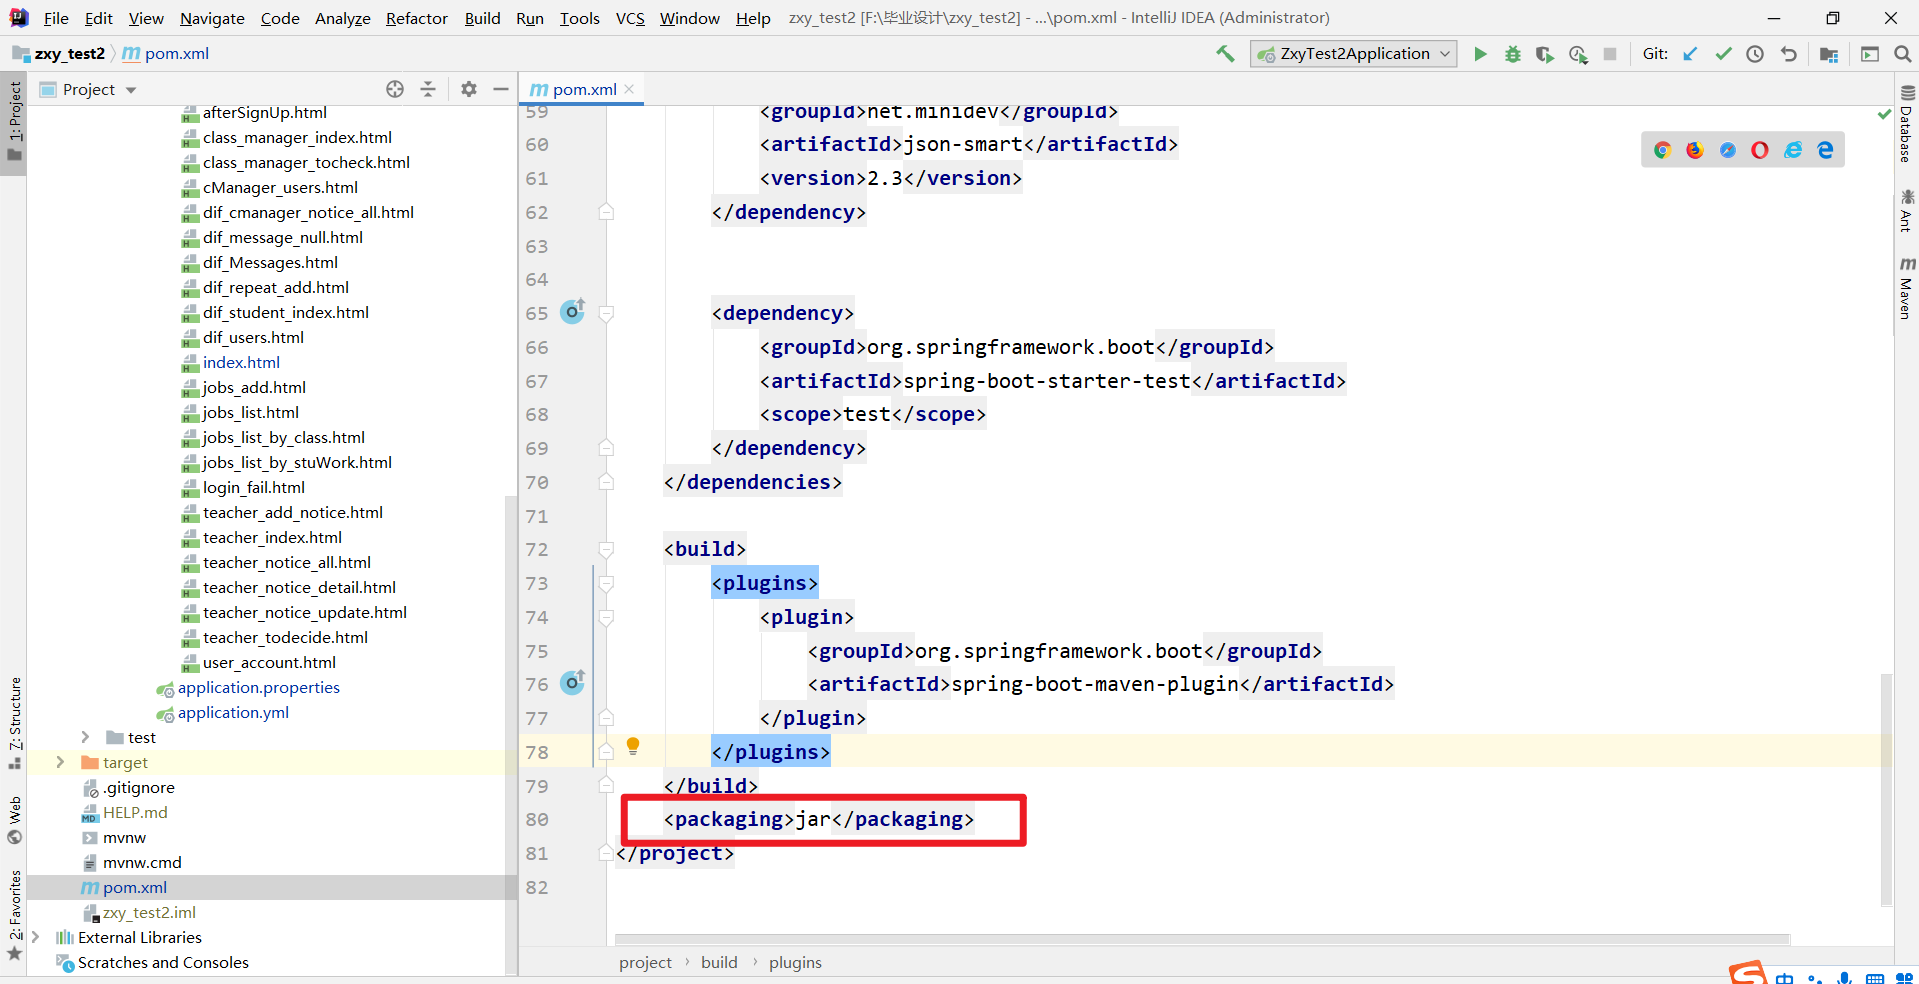 File Edit View Navigate Code Analyze Refactor Build Run Tools VCS Window Help zxy_test2 [F:\毕业设计\zxy_test2] - ...\pom.xml - IntelliJ IDEA (Administrator)
zxy_test2 pom.xml
ZxyTest2Application
Git:
1: Project
Project
pom.xml
afterSignUp.html
class_manager_index.html
class_manager_tocheck.html
cManager_users.html
dif_cmanager_notice_all.html
dif_message_null.html
dif_Messages.html
dif_repeat_add.html
dif_student_index.html
dif_users.html
index.html
jobs_add.html
jobs_list.html
jobs_list_by_class.html
jobs_list_by_stuWork.html
login_fail.html
teacher_add_notice.html
teacher_index.html
teacher_notice_all.html
teacher_notice_detail.html
teacher_notice_update.html
teacher_todecide.html
user_account.html
application.properties
application.yml
test
target
.gitignore
HELP.md
mvnw
mvnw.cmd
pom.xml
zxy_test2.iml
External Libraries
Scratches and Consoles
7: Structure
Web
2: Favorites
59 <groupId>net.minidev</groupId>
60 <artifactId>json-smart</artifactId>
61 <version>2.3</version>
62 </dependency>
63
64
65 <dependency>
66 <groupId>org.springframework.boot</groupId>
67 <artifactId>spring-boot-starter-test</artifactId>
68 <scope>test</scope>
69 </dependency>
70 </dependencies>
71
72 <build>
73 <plugins>
74 <plugin>
75 <groupId>org.springframework.boot</groupId>
76 <artifactId>spring-boot-maven-plugin</artifactId>
77 </plugin>
78 </plugins>
79 </build>
80 <packaging>jar</packaging>
81 </project>
82
project › build › plugins
Database
Ant
Maven
中